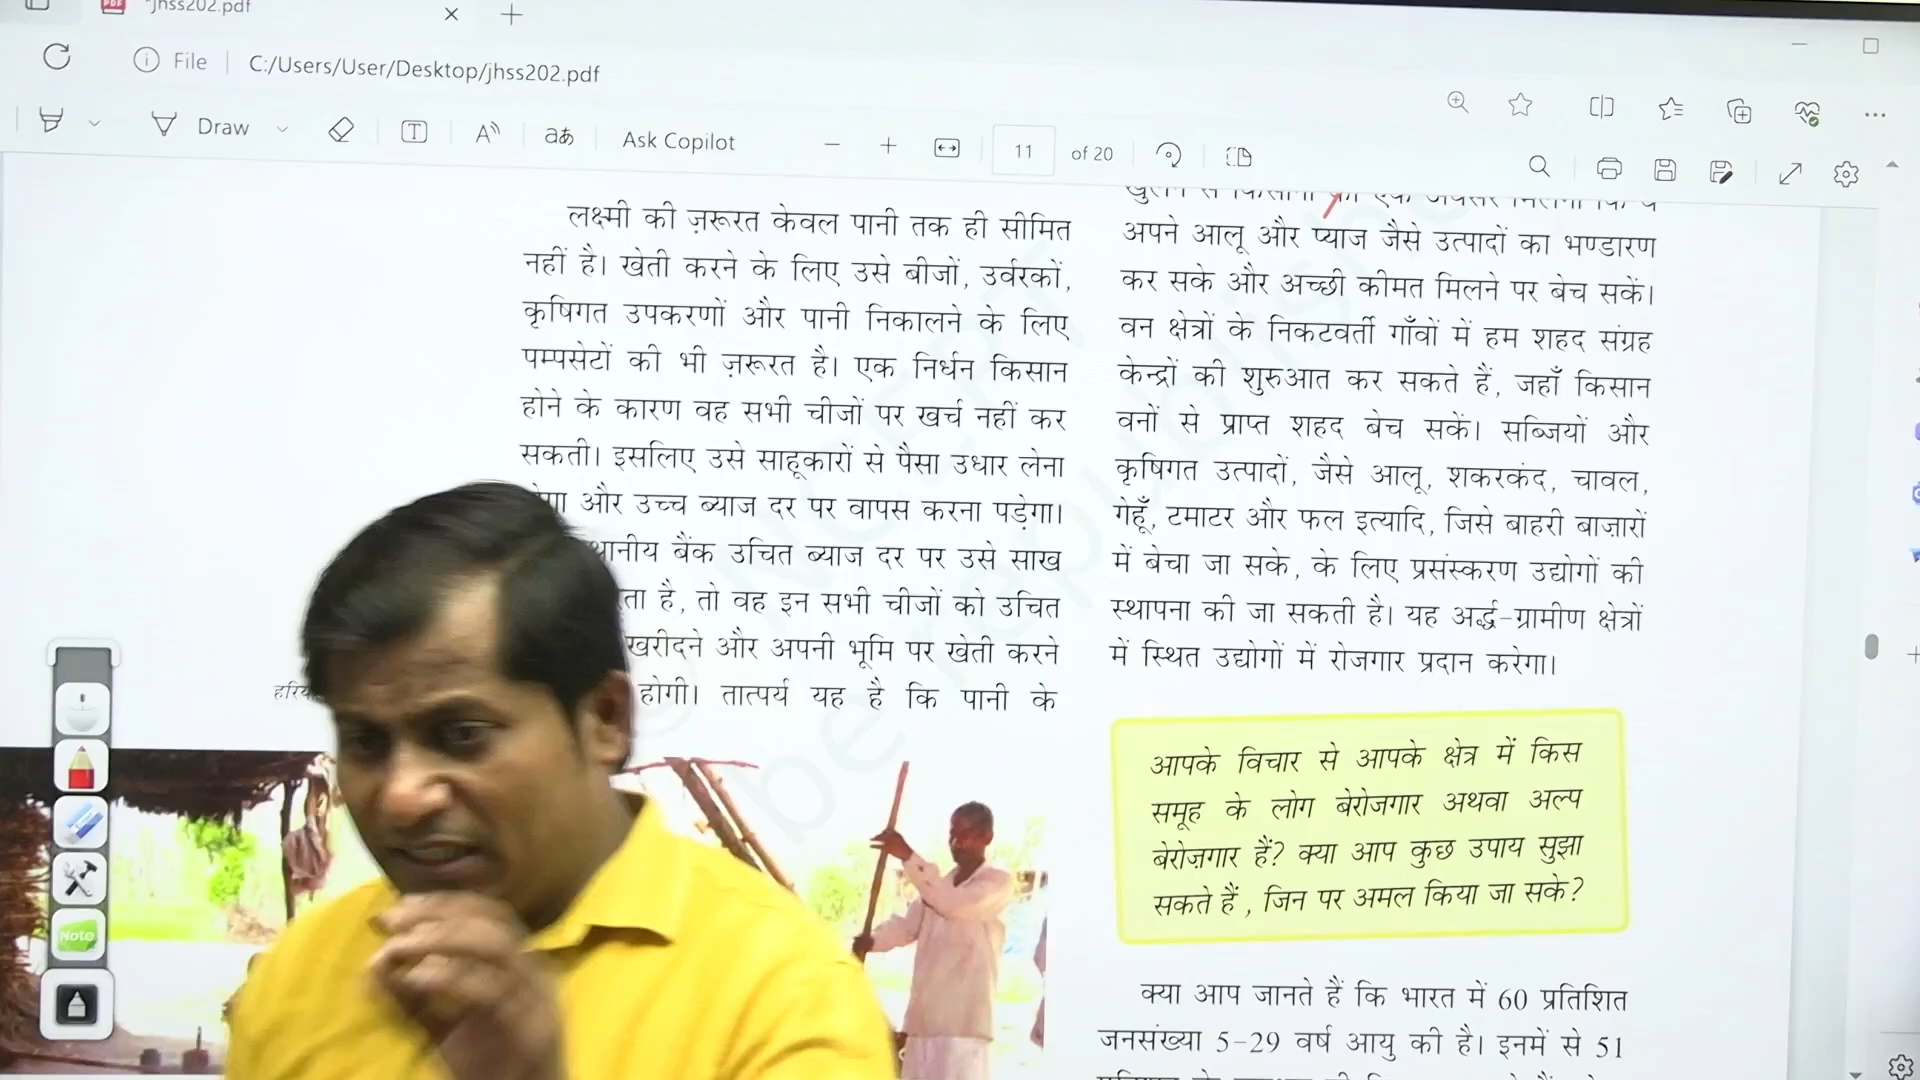 jhss202.pdf
File
C:/Users/User/Desktop/jhss202.pdf
Draw
Ask Copilot
11 of 20
लक्ष्मी की ज़रूरत केवल पानी तक ही सीमित
नहीं है। खेती करने के लिए उसे बीजों, उर्वरकों,
कृषिगत उपकरणों और पानी निकालने के लिए
पम्पसेटों की भी ज़रूरत है। एक निर्धन किसान
होने के कारण वह सभी चीजों पर खर्च नहीं कर
सकती। इसलिए उसे साहूकारों से पैसा उधार लेना
और उच्च ब्याज दर पर वापस करना पड़ेगा।
बैंक उचित ब्याज दर पर उसे साख
है, तो वह इन सभी चीजों को उचित
खरीदने और अपनी भूमि पर खेती करने
होगी। तात्पर्य यह है कि पानी के
अपने आलू और प्याज जैसे उत्पादों का भण्डारण
कर सके और अच्छी कीमत मिलने पर बेच सकें।
वन क्षेत्रों के निकटवर्ती गाँवों में हम शहद संग्रह
केन्द्रों की शुरुआत कर सकते हैं, जहाँ किसान
वनों से प्राप्त शहद बेच सकें। सब्जियों और
कृषिगत उत्पादों, जैसे आलू, शकरकंद, चावल,
गेहूँ, टमाटर और फल इत्यादि, जिसे बाहरी बाज़ारों
में बेचा जा सके, के लिए प्रसंस्करण उद्योगों की
स्थापना की जा सकती है। यह अर्द्ध-ग्रामीण क्षेत्रों
में स्थित उद्योगों में रोजगार प्रदान करेगा।
आपके विचार से आपके क्षेत्र में किस
समूह के लोग बेरोजगार अथवा अल्प
बेरोज़गार हैं? क्या आप कुछ उपाय सुझा
सकते हैं, जिन पर अमल किया जा सके?
क्या आप जानते हैं कि भारत में 60 प्रतिशित
जनसंख्या 5-29 वर्ष आयु की है। इनमें से 51
Note